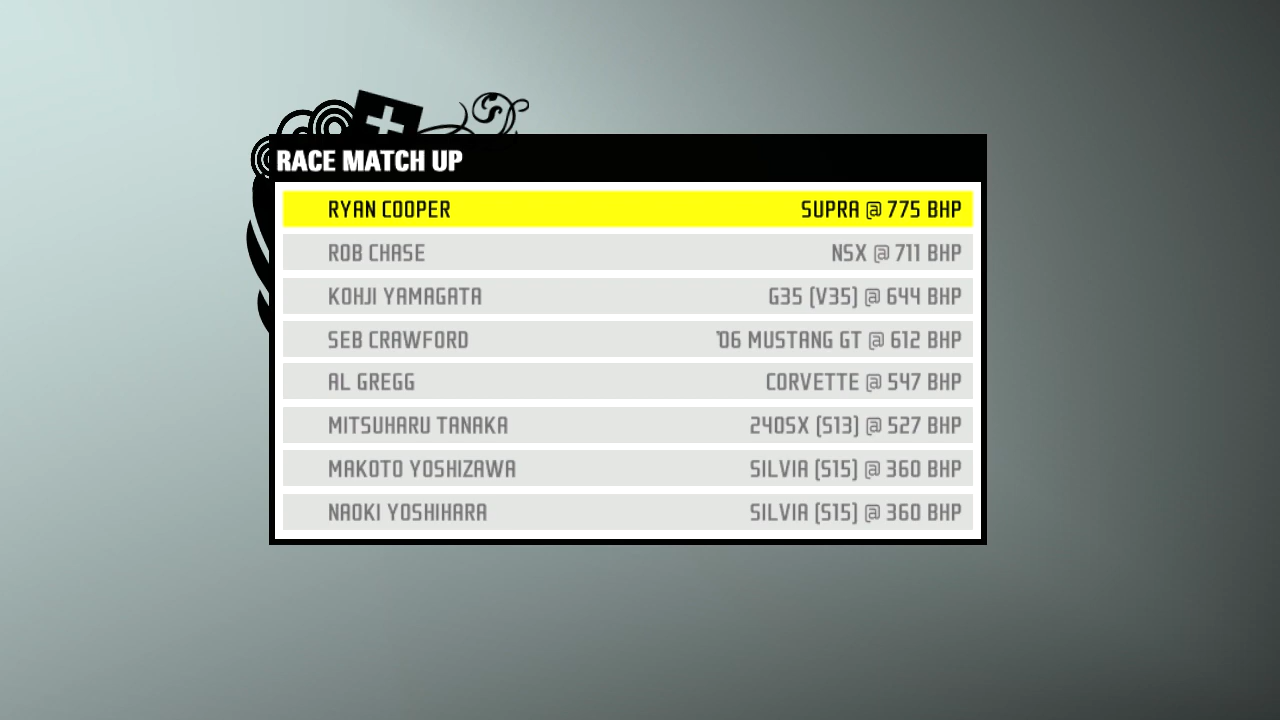 RACE MATCH UP
RYAN COOPER SUPRA @ 775 BHP
ROB CHASE NSX @ 711 BHP
KOHJI YAMAGATA G35 (V35) @ 644 BHP
SEB CRAWFORD '06 MUSTANG GT @ 612 BHP
AL GREGG CORVETTE @ 547 BHP
MITSUHARU TANAKA 240SX (S13) @ 527 BHP
MAKOTO YOSHIZAWA SILVIA (S15) @ 360 BHP
NAOKI YOSHIHARA SILVIA (S15) @ 360 BHP